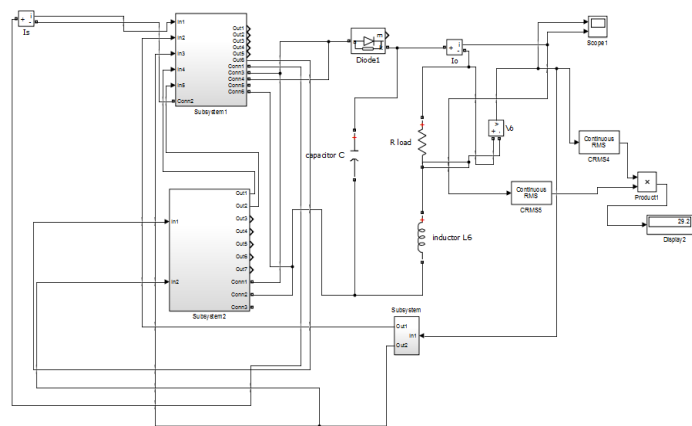 i
Is
In1
In2
In3
In4
In5
Conn2
Out1
Out2
Out3
Out4
Out5
Out6
Conn1
Conn3
Conn4
Conn5
Conn6
Subsystem1
m
Diode1
i
Io
Scope1
capacitor C
R load
Vo
Continuous
RMS
CRMS4
Continuous
RMS
CRMS5
×
Product1
29.2
Display2
inductor L6
In1
In2
Out1
Out2
Out3
Out4
Out5
Out6
Out7
Conn1
Conn2
Conn3
Subsystem2
Subsystem
Out1
Out2
In1